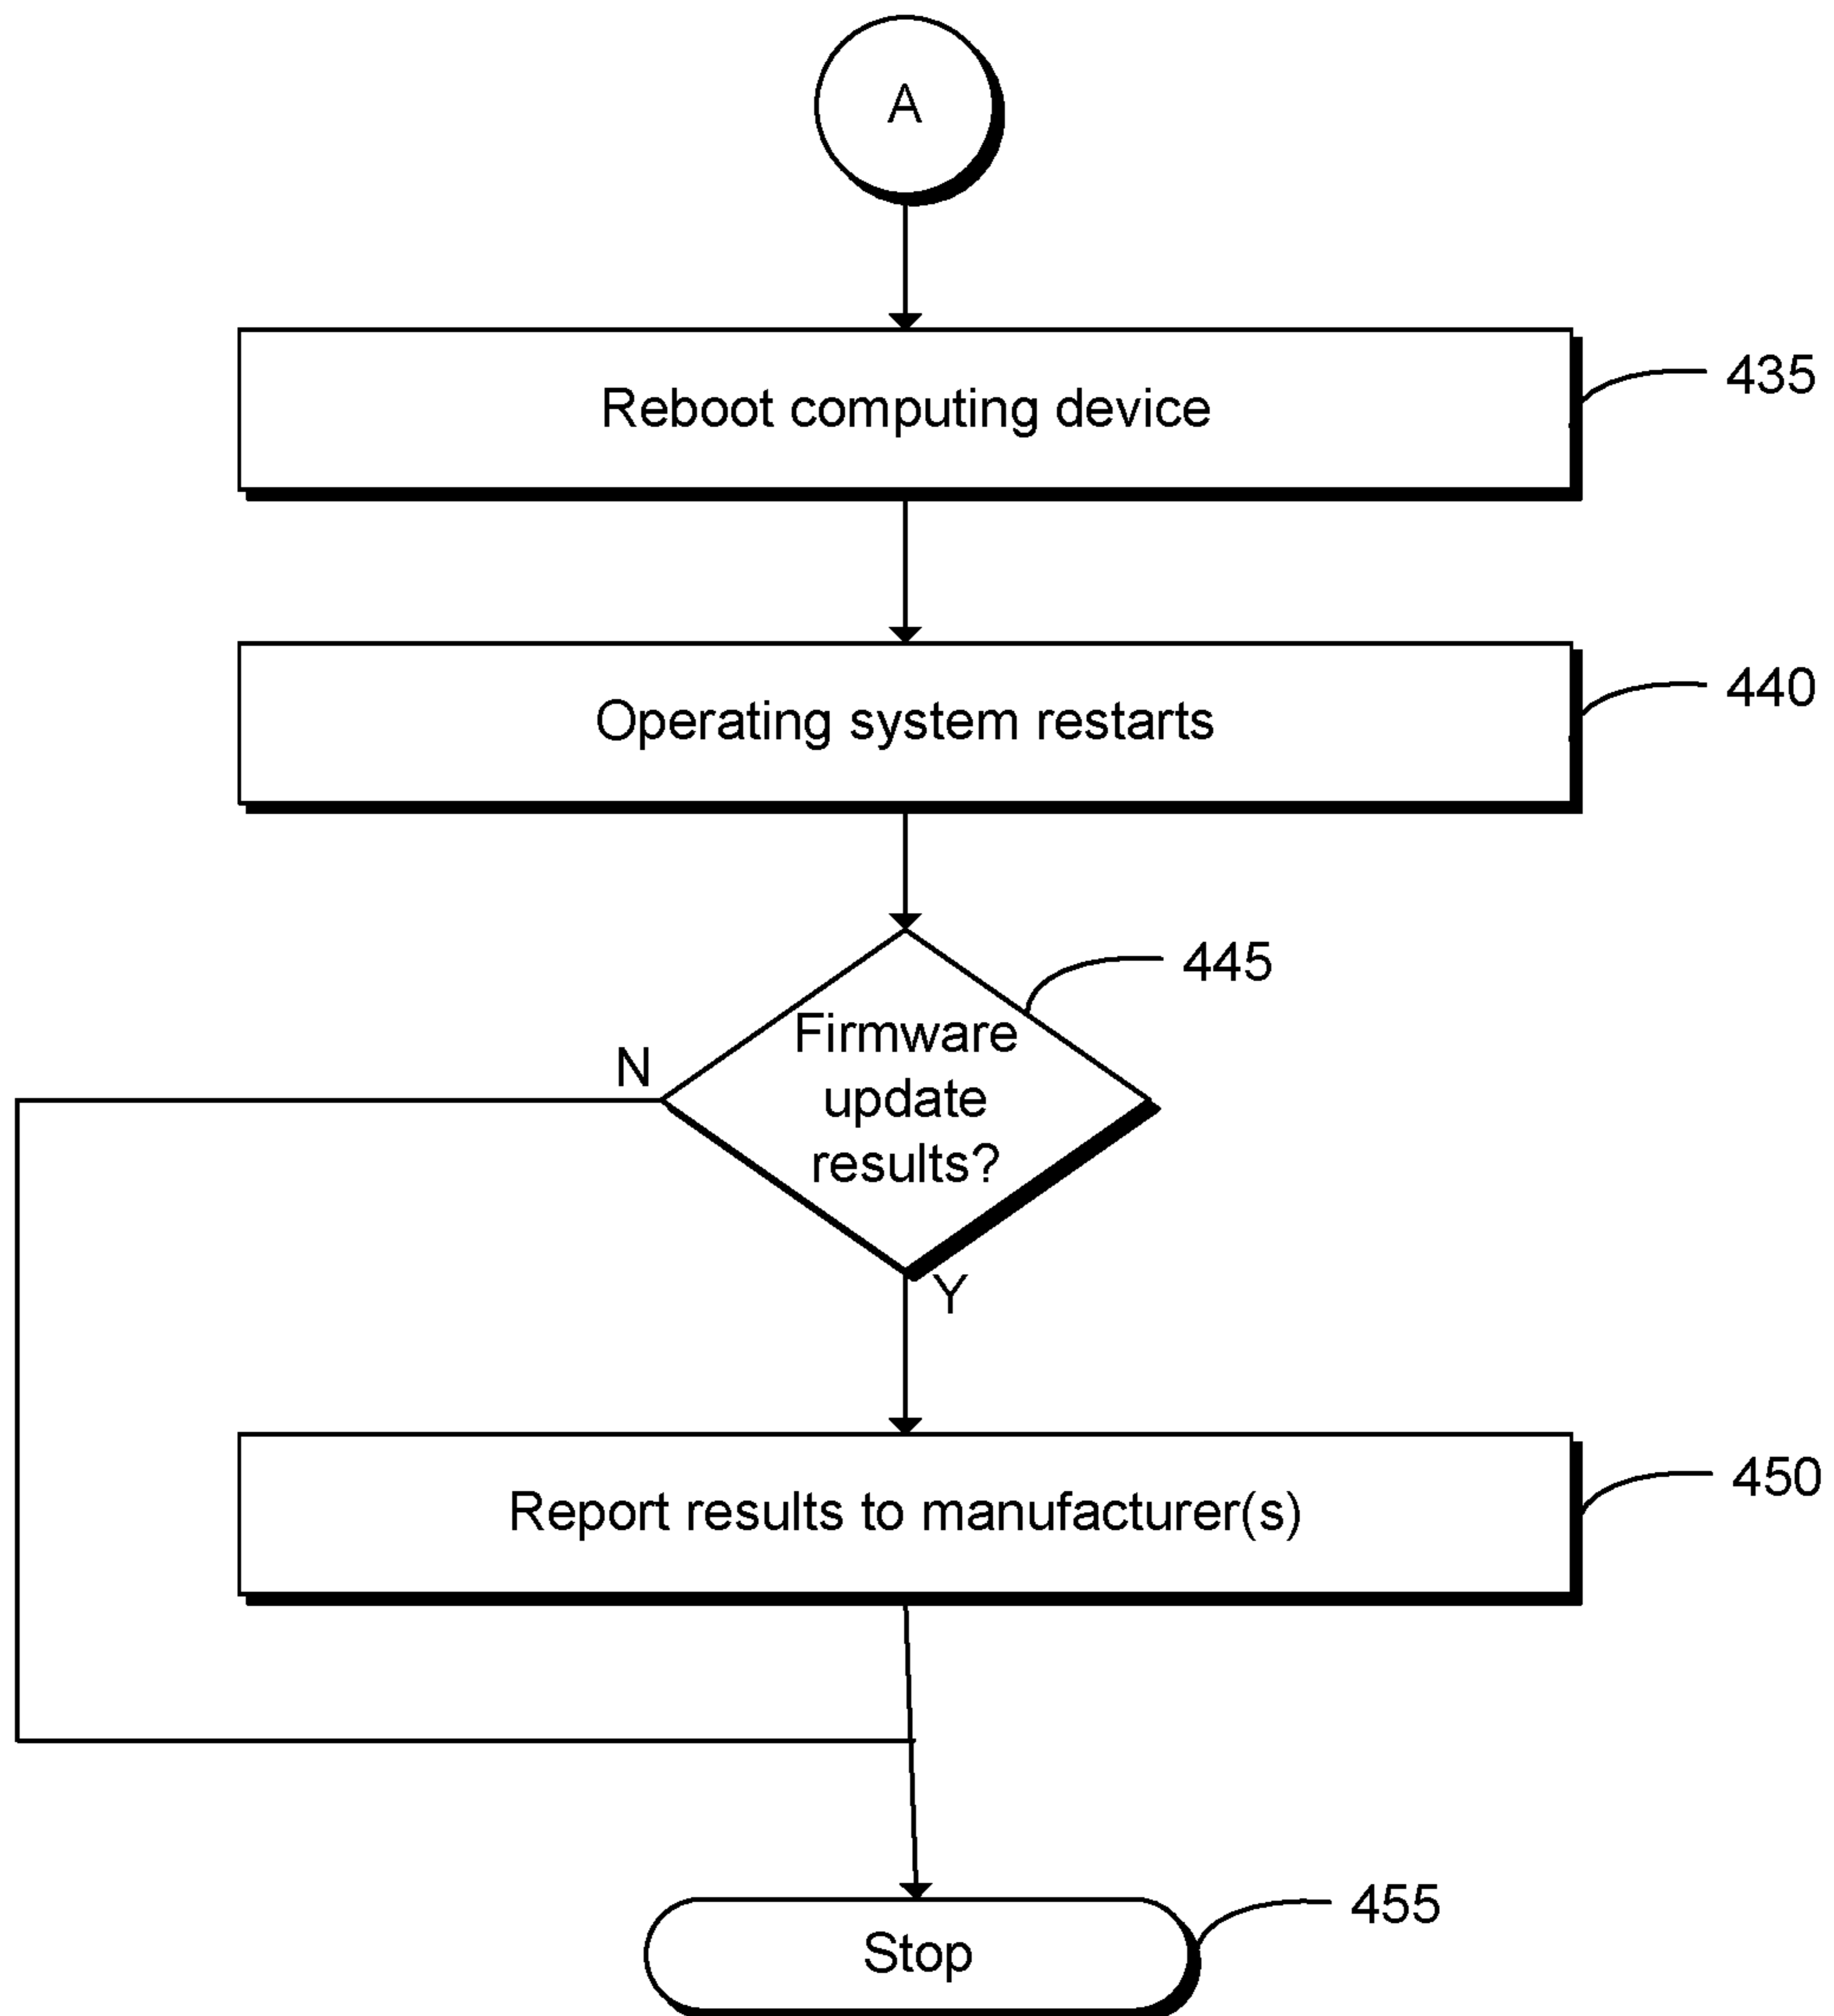 A
Reboot computing device
435
Operating system restarts
440
445
Firmware
update
results?
N
Y
Report results to manufacturer(s)
450
Stop
455